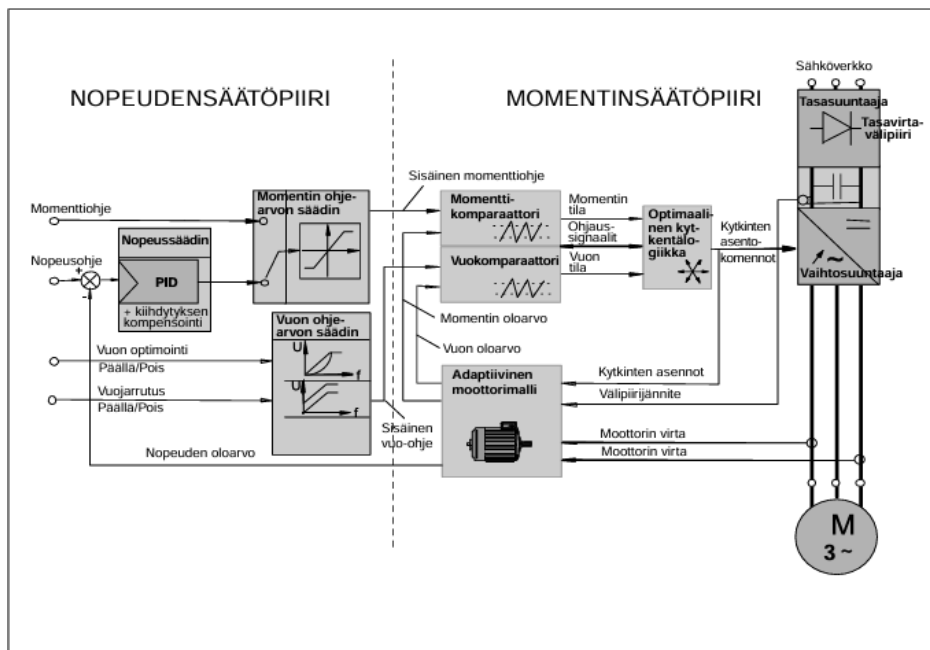 Sähköverkko
NOPEUDENSÄÄTÖPIIRI
MOMENTINSÄÄTÖPIIRI
Tasasuuntaaja
Tasavirta-
välipiiri
Sisäinen momenttiohje
Momenttiohje
Momentin ohje-
arvon säädin
Momentti-
komparaattori
Momentin
tila
Ohjaus-
signaalit
Vuon
tila
Optimaali-
nen kyt-
kentälo-
giikka
Kytkinten
asento-
komennot
Vaihtosuuntaaja
Nopeussäädin
Nopeusohje
+
-
PID
+ kiihdytyksen
kompensointi
Vuokomparaattori
Momentin oloarvo
Vuon oloarvo
Vuon ohje-
arvon säädin
U
f
U
f
Vuon optimointi
Päällä/Pois
Vuojarrutus
Päällä/Pois
Adaptiivinen
moottorimalli
Kytkinten asennot
Välipiirijännite
Sisäinen
vuo-ohje
Moottorin virta
Moottorin virta
Nopeuden oloarvo
~
M
3 ~